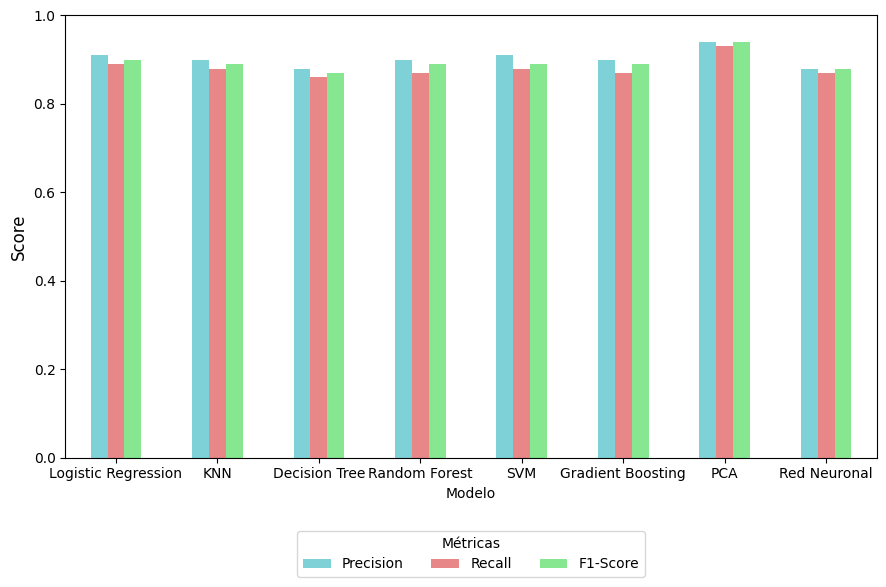 1.0
0.8
0.6
0.4
0.2
0.0
Score
Logistic Regression KNN Decision Tree Random Forest SVM Gradient Boosting PCA Red Neuronal
Modelo
Métricas
Precision Recall F1-Score